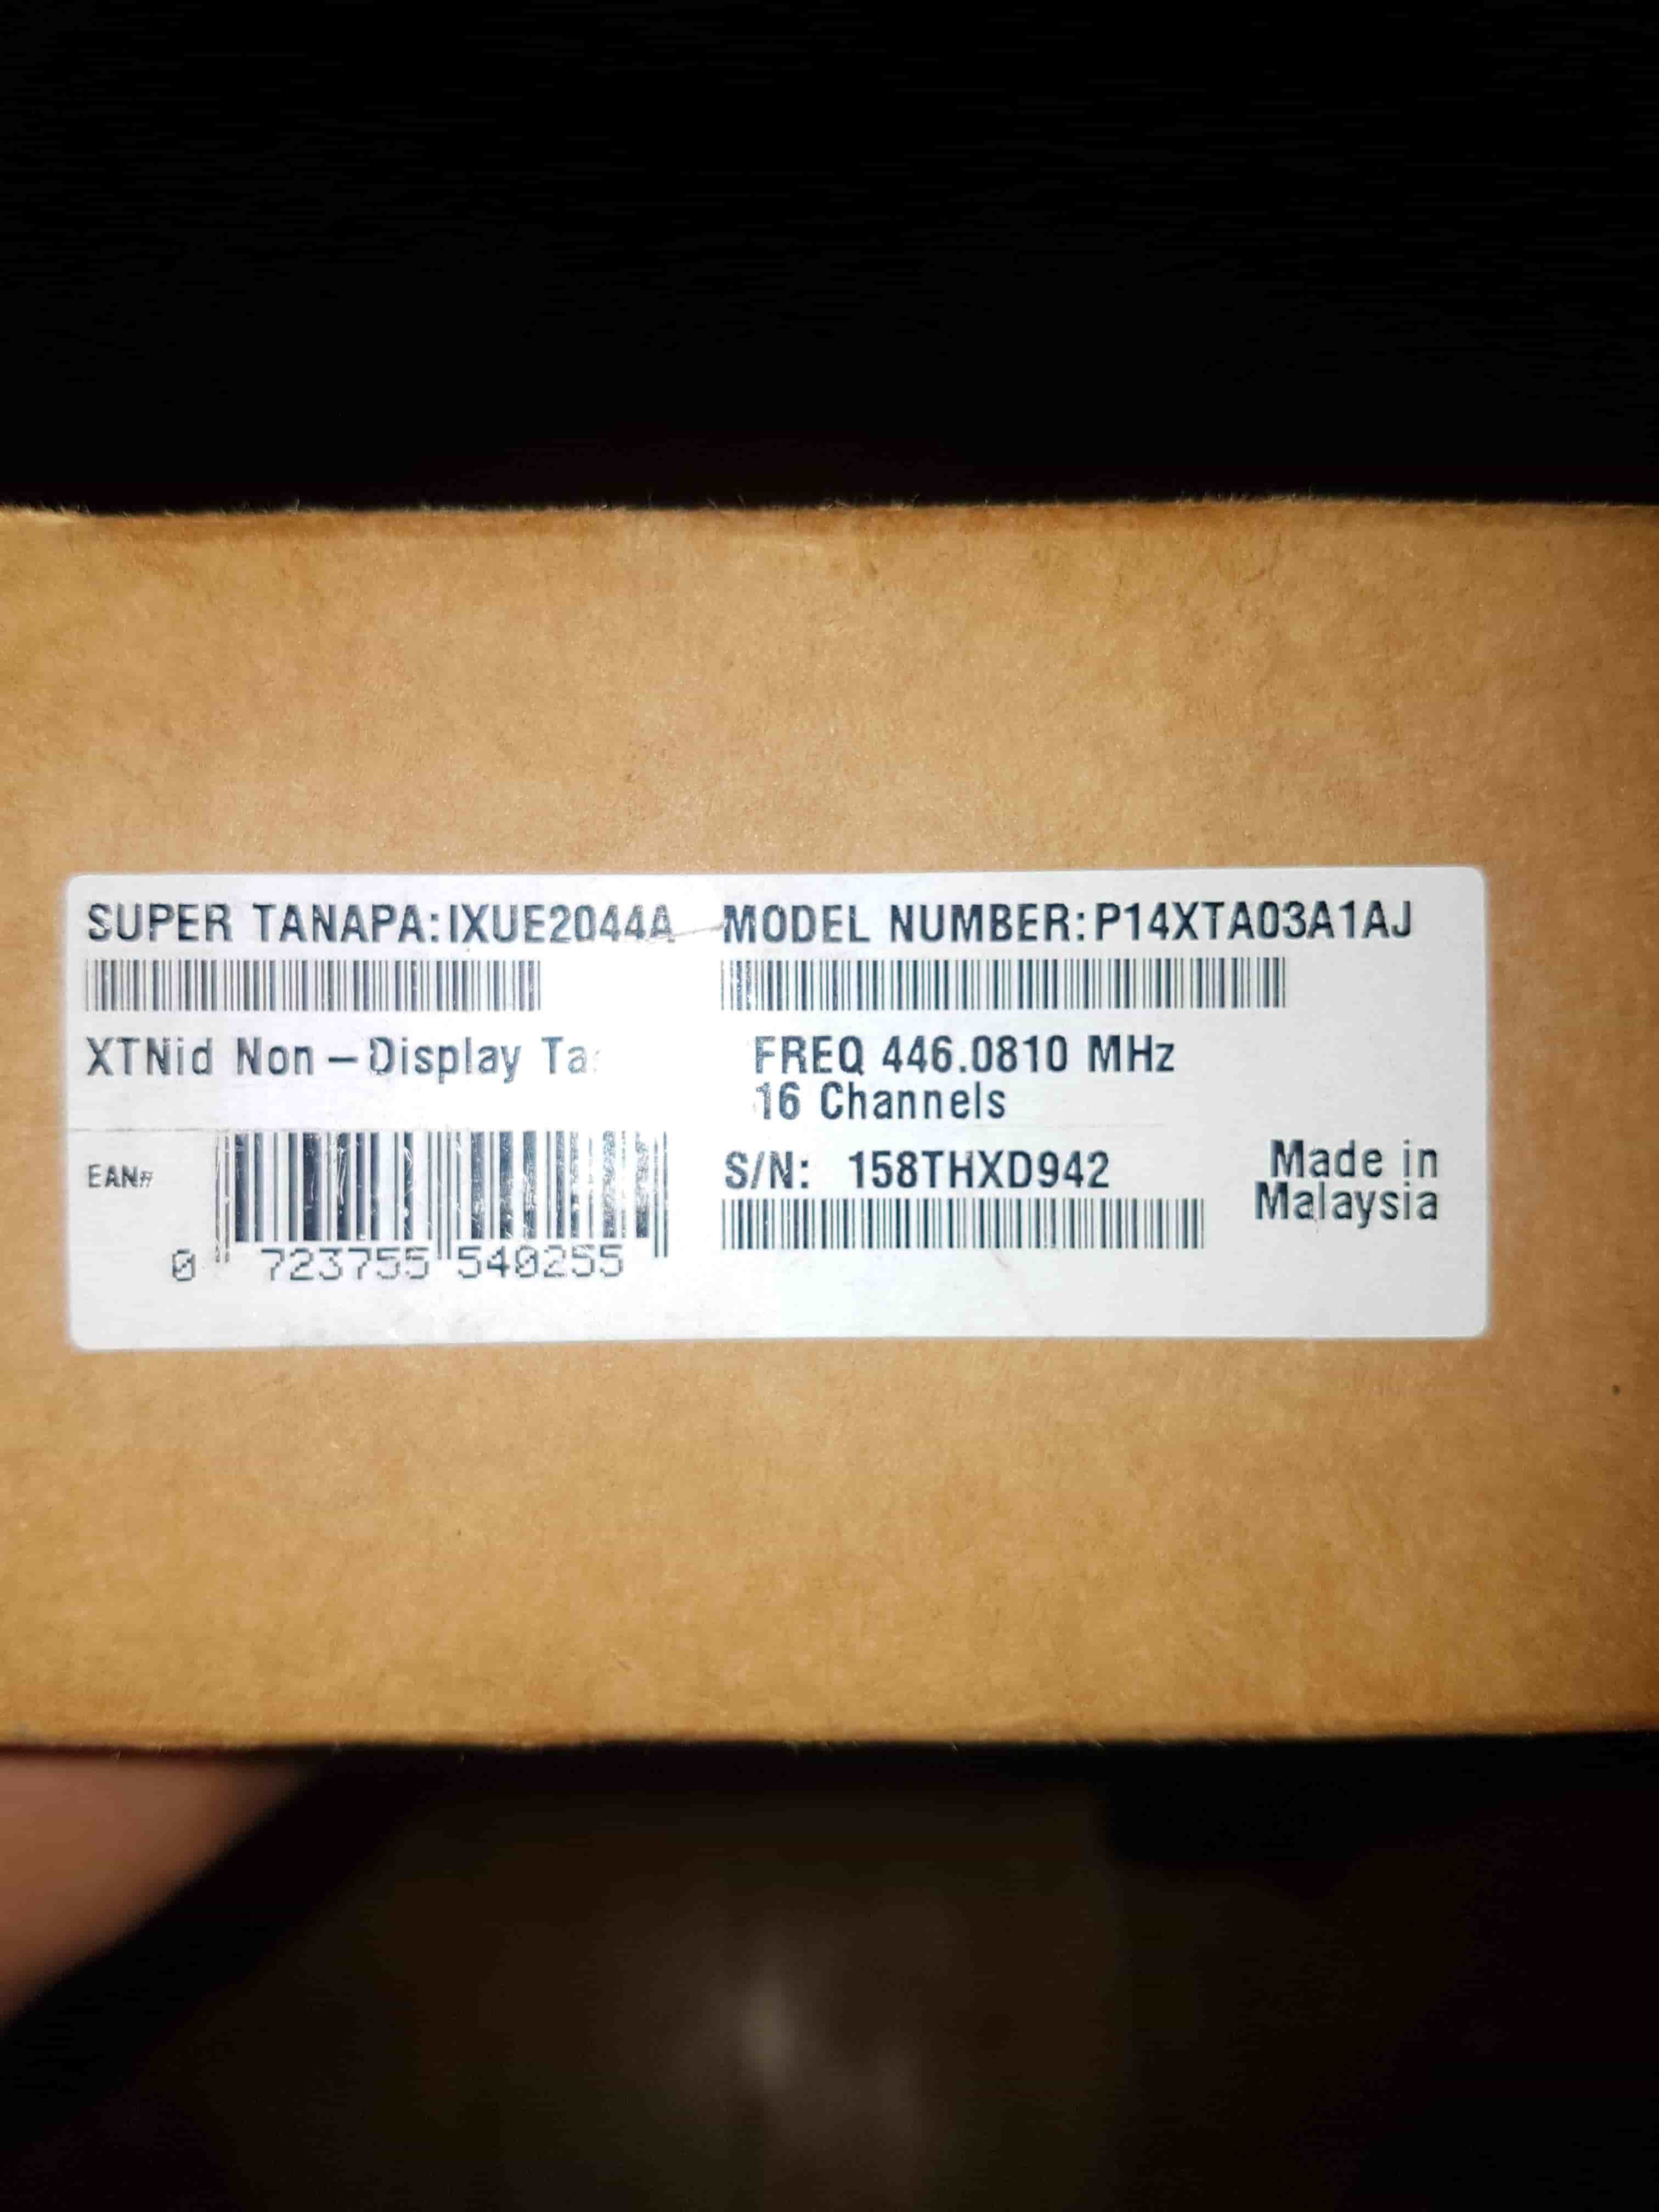 SUPER TANAPA:IXUE2044A MODEL NUMBER:P14XTA03A1AJ
XTNid Non – Display
FREQ 446.0810 MHz
16 Channels
EAN#
0 723755 540255
S/N: 158THXD942
Made in
Malaysia